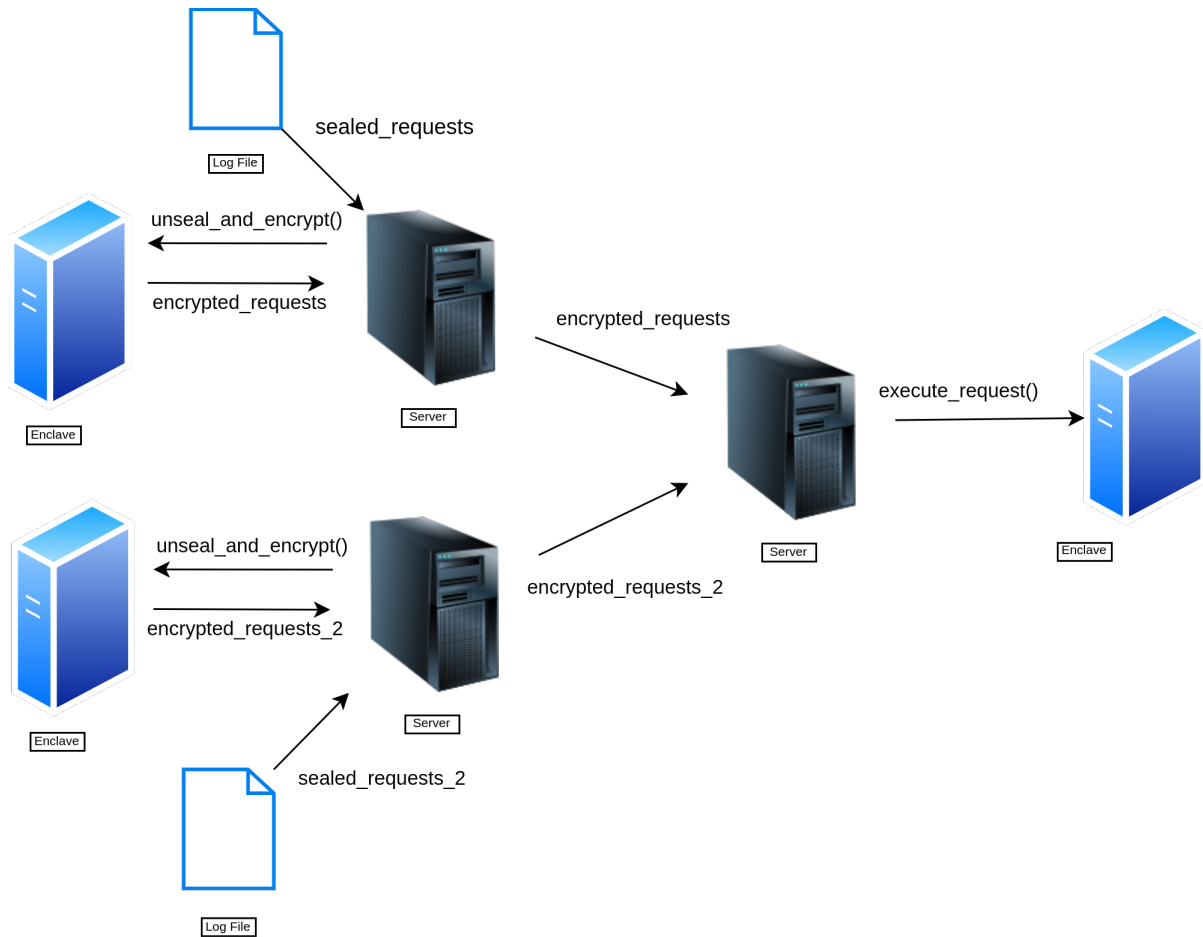 sealed_requests
Log File
unseal_and_encrypt()
encrypted_requests
encrypted_requests
execute_request()
Server
Enclave
unseal_and_encrypt()
Server
Enclave
encrypted_requests_2
encrypted_requests_2
Server
Enclave
sealed_requests_2
Log File